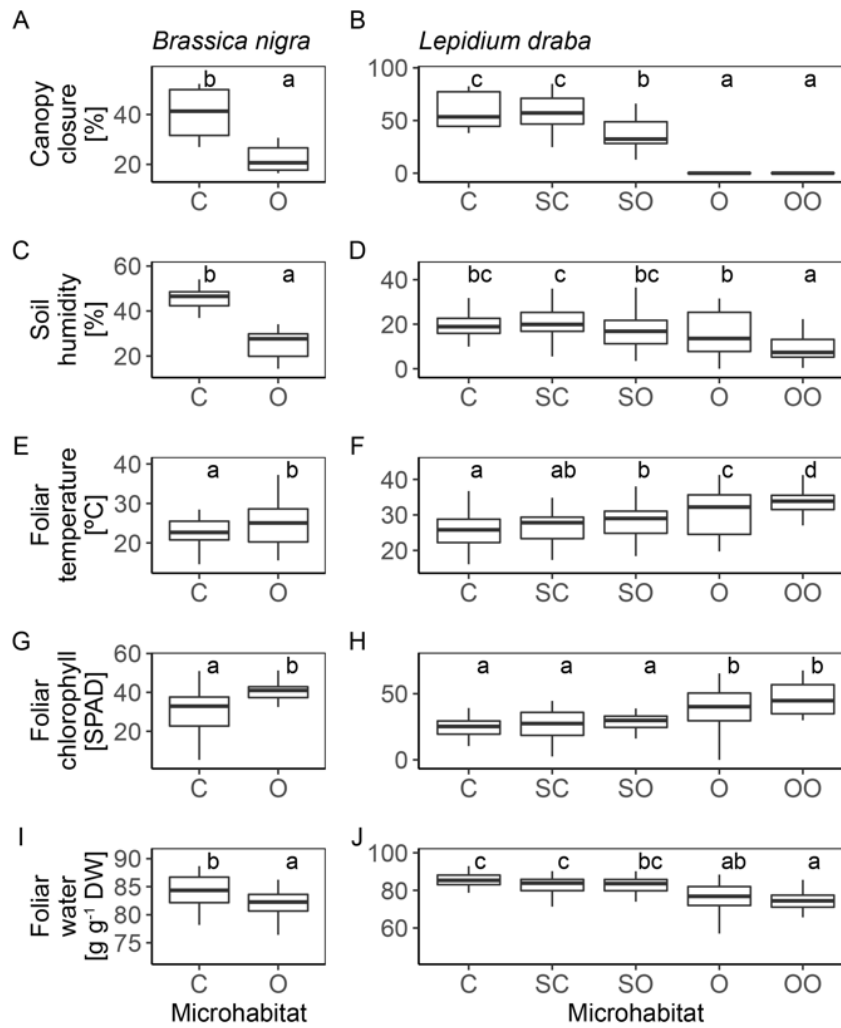 A
Brassica nigra
B
Lepidium draba
Canopy
closure
[%]
40
20
b
a
C
O
100
50
0
c
c
b
a
a
C
SC
SO
O
OO
C
Soil
humidity
[%]
60
40
20
b
a
C
O
D
40
20
0
bc
c
bc
b
a
C
SC
SO
O
OO
E
Foliar
temperature
[ºC]
40
30
20
a
b
C
O
F
40
30
20
a
ab
b
c
d
C
SC
SO
O
OO
G
Foliar
chlorophyll
[SPAD]
60
40
20
a
b
C
O
H
50
0
a
a
a
b
b
C
SC
SO
O
OO
I
Foliar
water
[g g⁻¹ DW]
90
85
80
75
b
a
C
O
Microhabitat
J
100
80
60
c
c
bc
ab
a
C
SC
SO
O
OO
Microhabitat